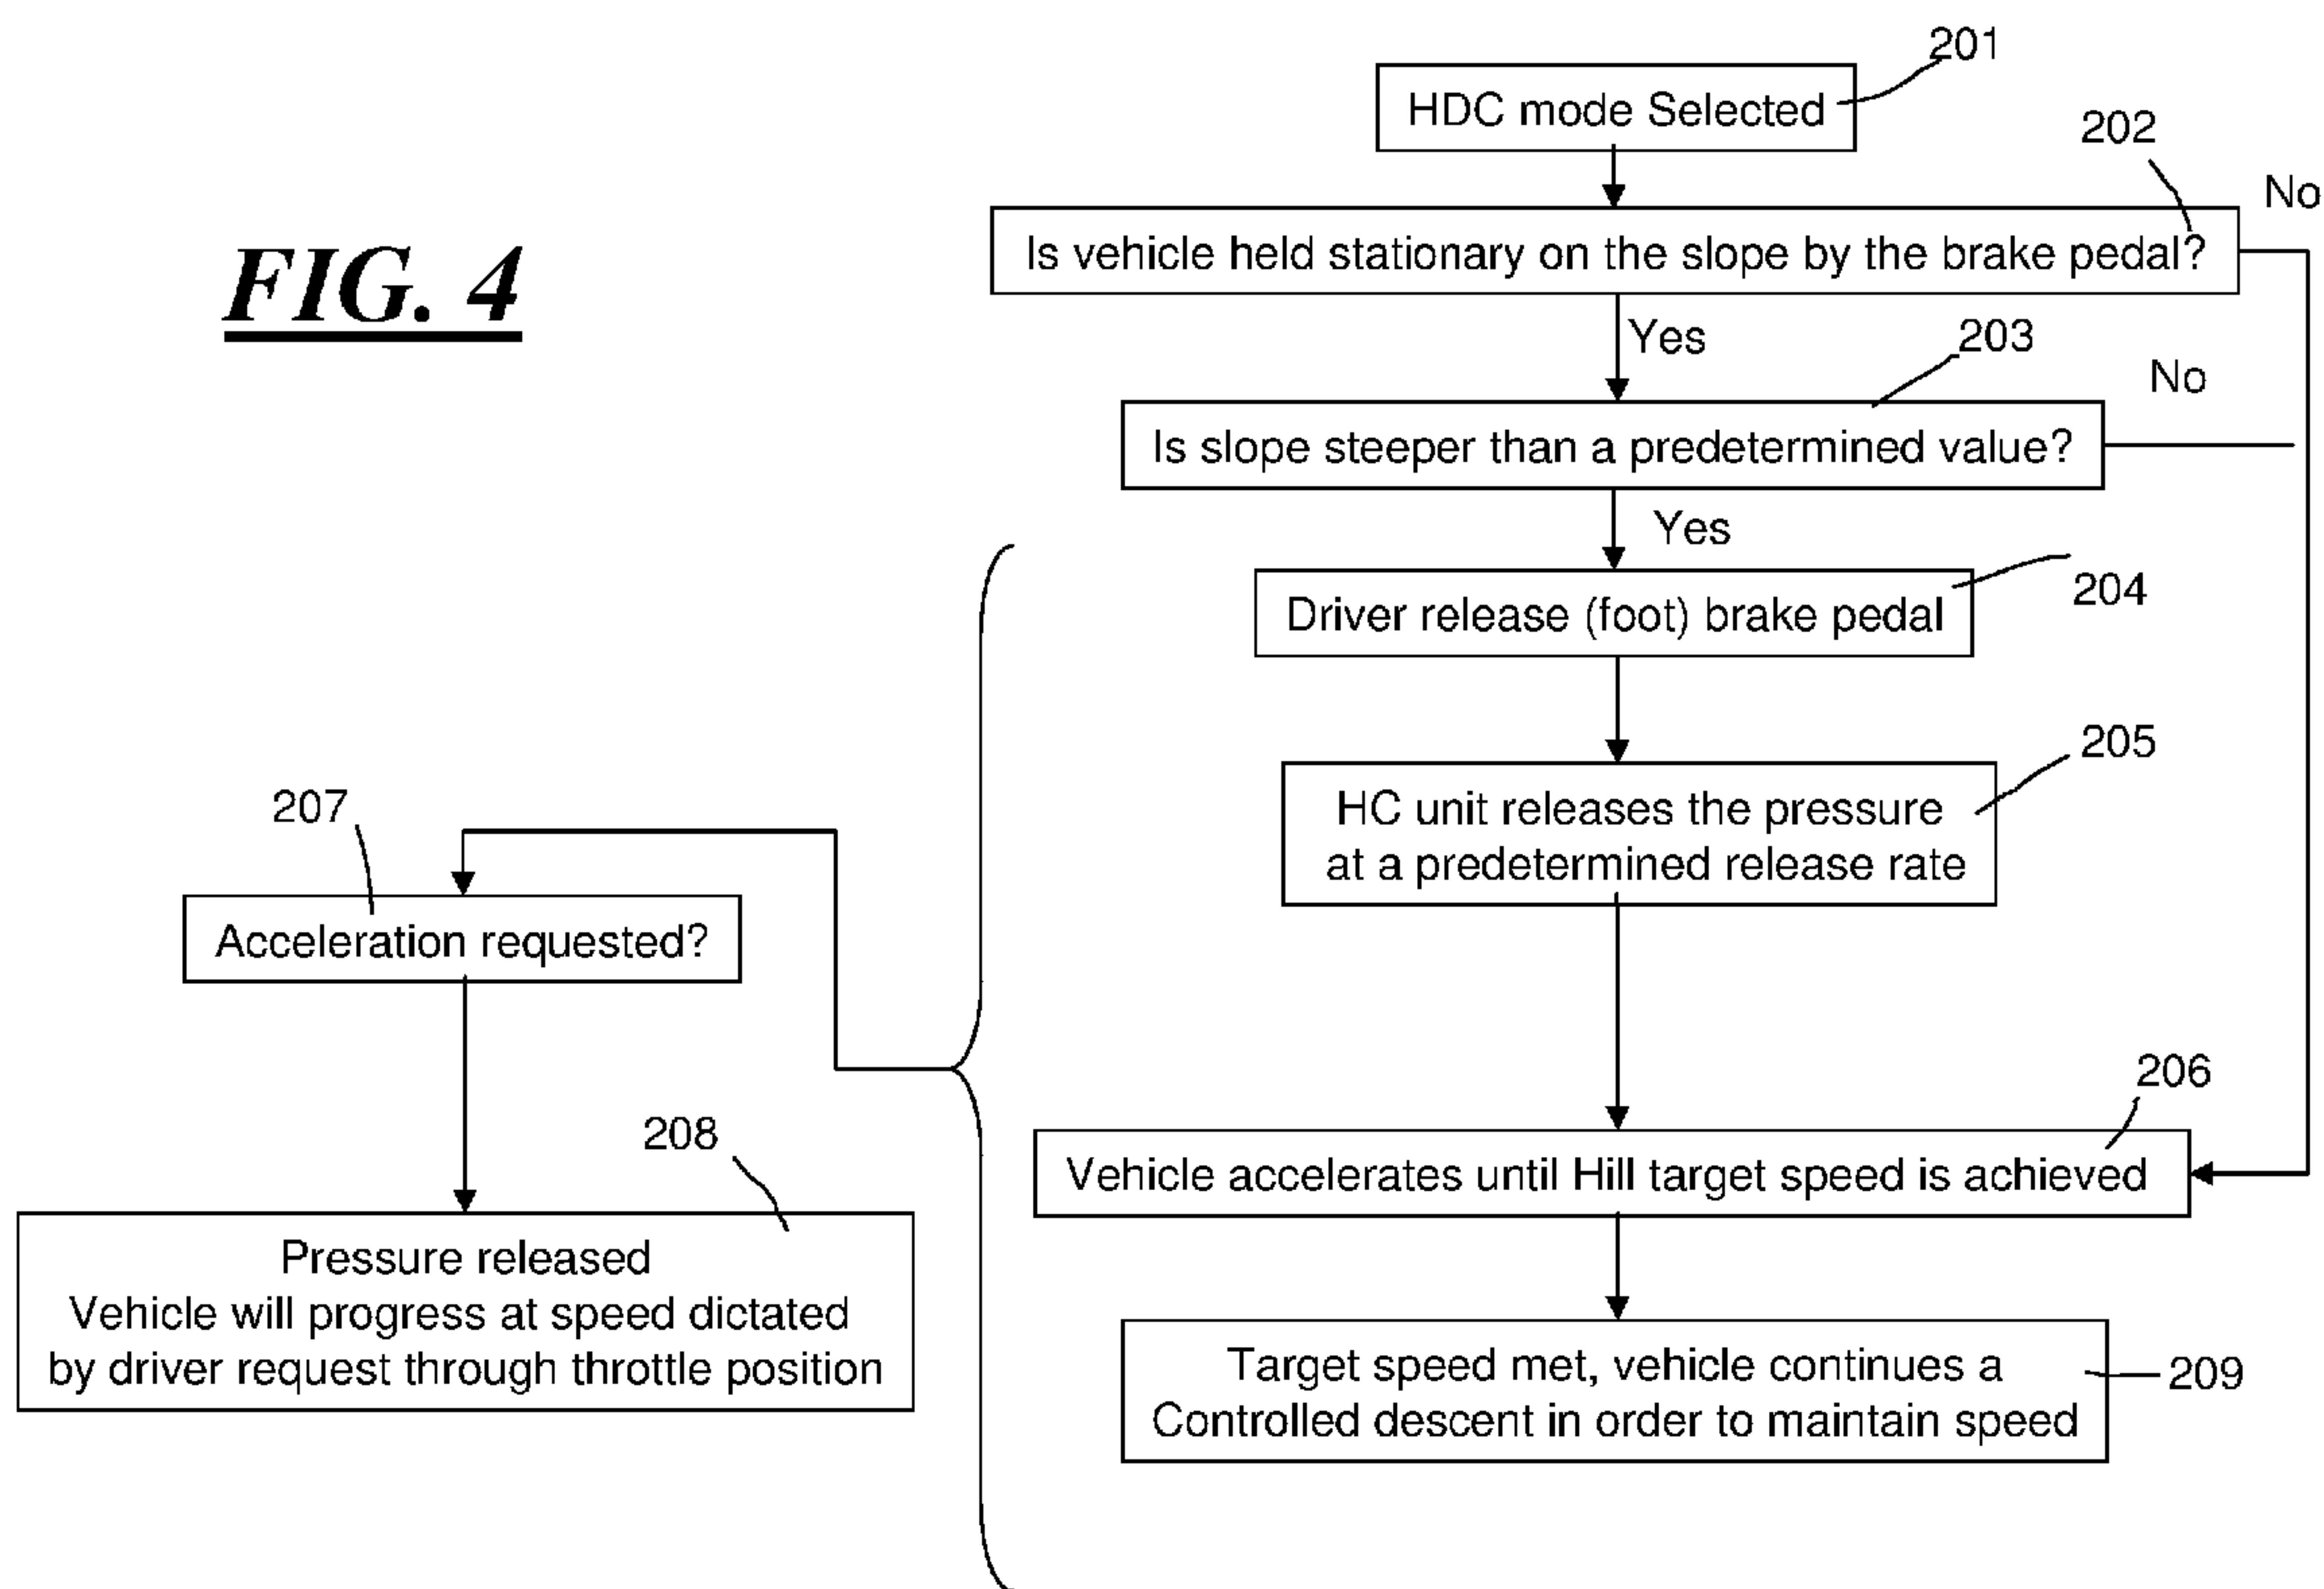 FIG. 4
201
HDC mode Selected
202
No
Is vehicle held stationary on the slope by the brake pedal?
Yes
203
No
Is slope steeper than a predetermined value?
Yes
204
Driver release (foot) brake pedal
205
HC unit releases the pressure
at a predetermined release rate
207
Acceleration requested?
206
Vehicle accelerates until Hill target speed is achieved
208
Pressure released
Vehicle will progress at speed dictated
by driver request through throttle position
209
Target speed met, vehicle continues a
Controlled descent in order to maintain speed